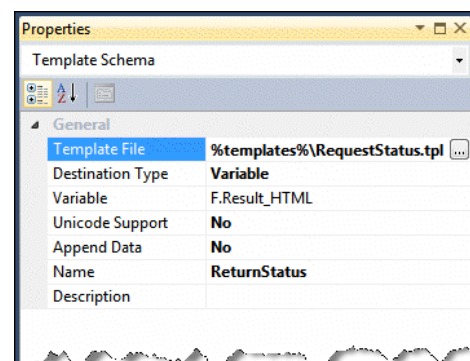 Properties
Template Schema
General
Template File %templates%\RequestStatus.tpl ...
Destination Type Variable
Variable F.Result_HTML
Unicode Support No
Append Data No
Name ReturnStatus
Description